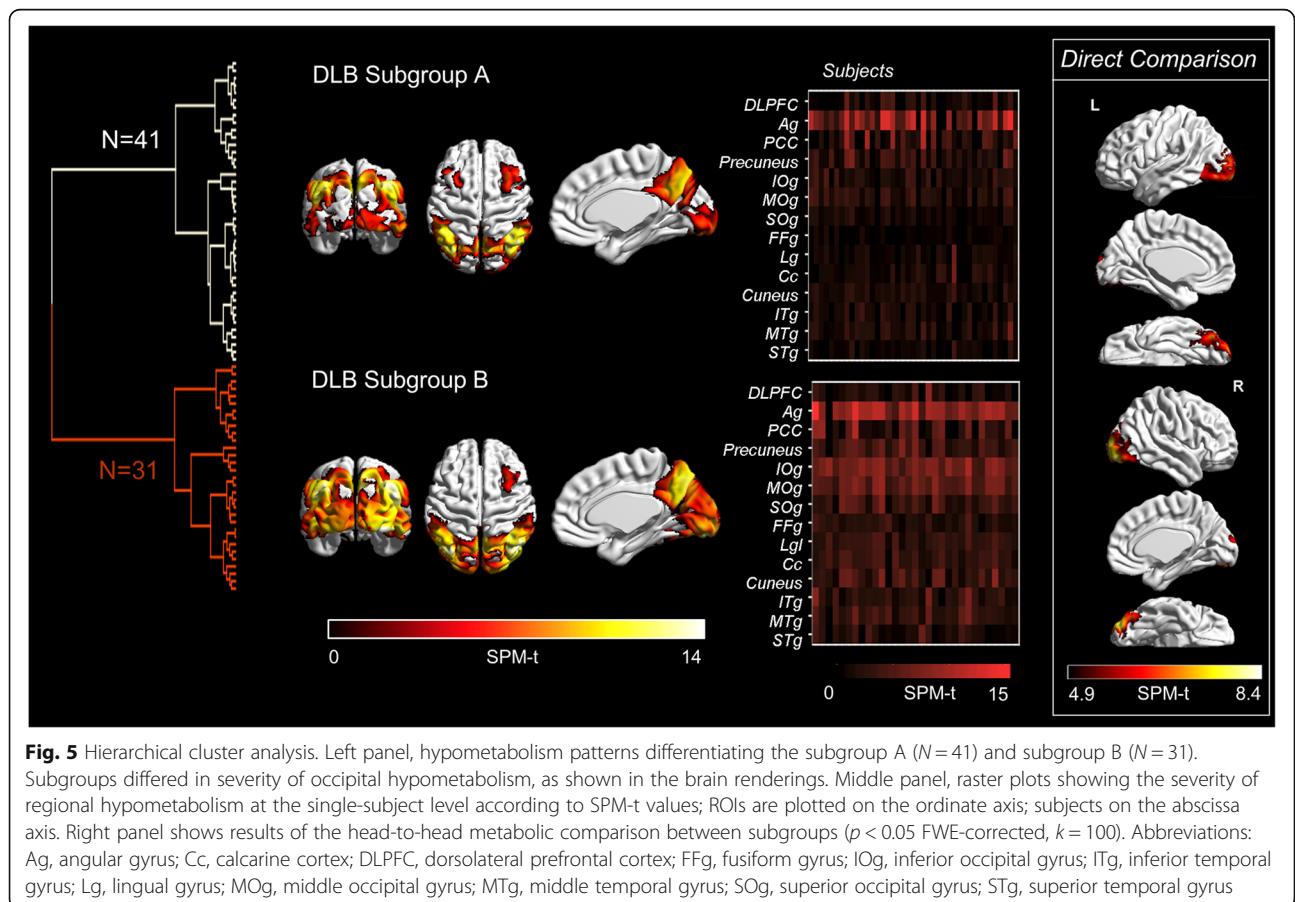 DLB Subgroup A
Subjects
Direct Comparison
N=41
DLPFC
Ag
PCC
Precuneus
IOg
MOg
SOg
FFg
Lg
Cc
Cuneus
ITg
MTg
STg
L
DLB Subgroup B
N=31
DLPFC
Ag
PCC
Precuneus
IOg
MOg
SOg
FFg
Lgl
Cc
Cuneus
ITg
MTg
STg
R
0 SPM-t 14
0 SPM-t 15
4.9 SPM-t 8.4
Fig. 5 Hierarchical cluster analysis. Left panel, hypometabolism patterns differentiating the subgroup A (N = 41) and subgroup B (N = 31).
Subgroups differed in severity of occipital hypometabolism, as shown in the brain renderings. Middle panel, raster plots showing the severity of
regional hypometabolism at the single-subject level according to SPM-t values; ROIs are plotted on the ordinate axis; subjects on the abscissa
axis. Right panel shows results of the head-to-head metabolic comparison between subgroups (p < 0.05 FWE-corrected, k = 100). Abbreviations:
Ag, angular gyrus; Cc, calcarine cortex; DLPFC, dorsolateral prefrontal cortex; FFg, fusiform gyrus; IOg, inferior occipital gyrus; ITg, inferior temporal
gyrus; Lg, lingual gyrus; MOg, middle occipital gyrus; MTg, middle temporal gyrus; SOg, superior occipital gyrus; STg, superior temporal gyrus